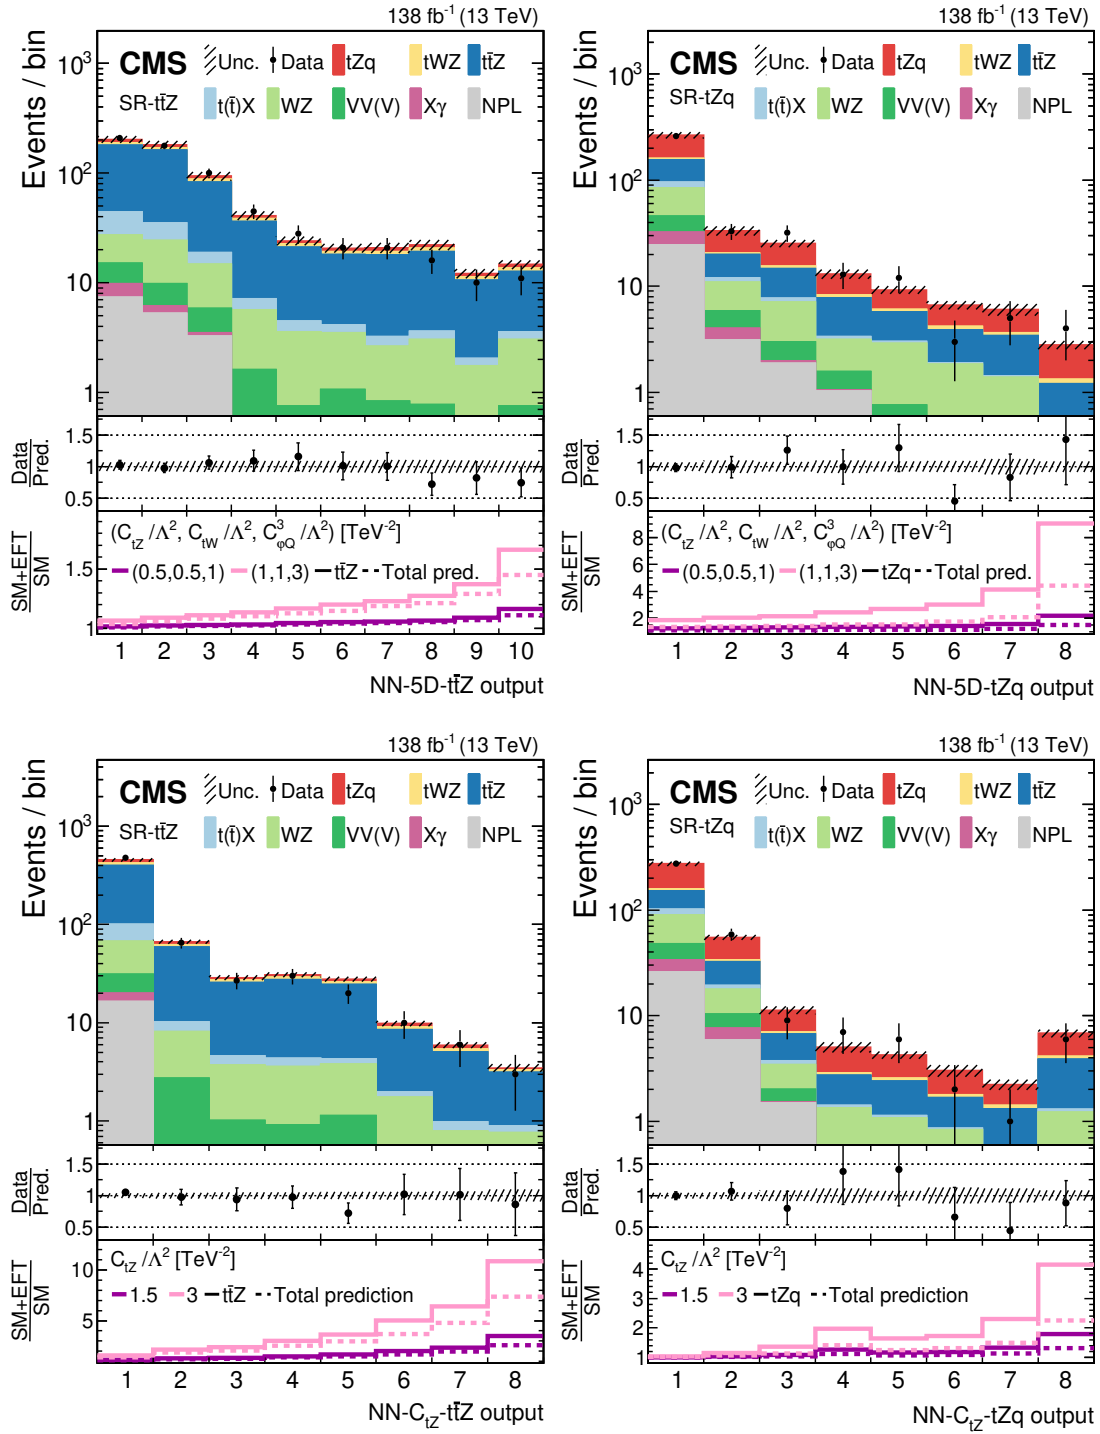 138 fb⁻¹ (13 TeV)
Events / bin
CMS
Unc. Data tZq tWZ tt̄Z
SR-tt̄Z
t(t̄)X WZ VV(V) Xγ NPL
10³
10²
10
1
Data
Pred.
1.5
1
0.5
SM+EFT
SM
(C_tZ /Λ², C_tW /Λ², C³_φQ /Λ²) [TeV⁻²]
(0.5,0.5,1) (1,1,3) tt̄Z Total pred.
1.5
1
1 2 3 4 5 6 7 8 9 10
NN-5D-tt̄Z output
138 fb⁻¹ (13 TeV)
Events / bin
CMS
Unc. Data tZq tWZ tt̄Z
SR-tZq
t(t̄)X WZ VV(V) Xγ NPL
10³
10²
10
1
Data
Pred.
1.5
1
0.5
SM+EFT
SM
(C_tZ /Λ², C_tW /Λ², C³_φQ /Λ²) [TeV⁻²]
(0.5,0.5,1) (1,1,3) tZq Total pred.
8
6
4
2
1 2 3 4 5 6 7 8
NN-5D-tZq output
138 fb⁻¹ (13 TeV)
Events / bin
CMS
Unc. Data tZq tWZ tt̄Z
SR-tt̄Z
t(t̄)X WZ VV(V) Xγ NPL
10³
10²
10
1
Data
Pred.
1.5
1
0.5
SM+EFT
SM
C_tZ /Λ² [TeV⁻²]
1.5 3 tt̄Z Total prediction
10
5
1 2 3 4 5 6 7 8
NN-C_tZ-tt̄Z output
138 fb⁻¹ (13 TeV)
Events / bin
CMS
Unc. Data tZq tWZ tt̄Z
SR-tZq
t(t̄)X WZ VV(V) Xγ NPL
10³
10²
10
1
Data
Pred.
1.5
1
0.5
SM+EFT
SM
C_tZ /Λ² [TeV⁻²]
1.5 3 tZq Total prediction
4
3
2
1
1 2 3 4 5 6 7 8
NN-C_tZ-tZq output